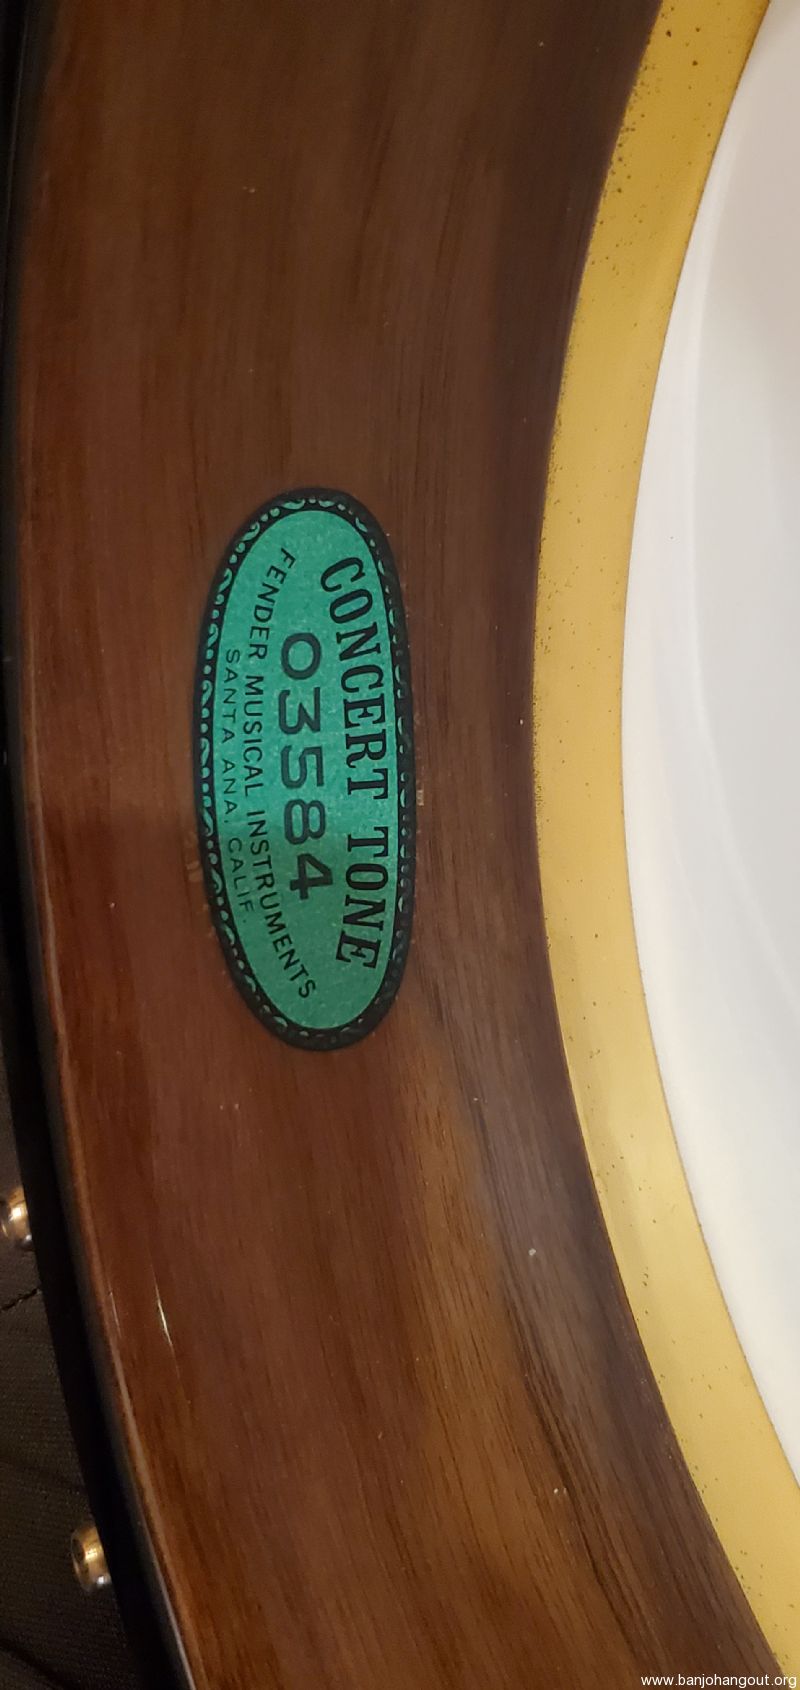 CONCERT TONE
03584
FENDER MUSICAL INSTRUMENTS
SANTA ANA, CALIF.
www.banjohangout.org